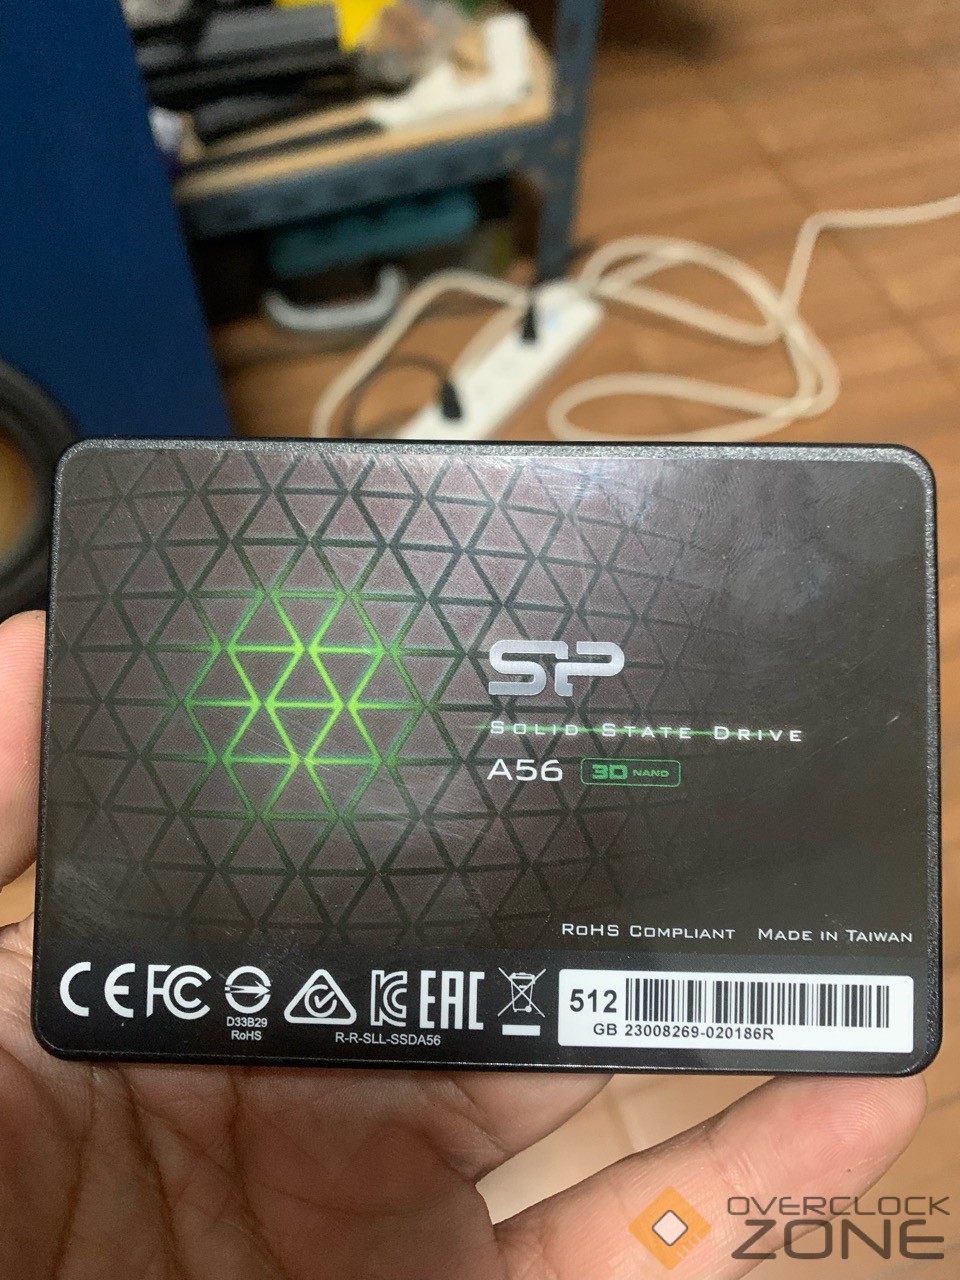 SP
SOLID STATE DRIVE
A56 3D NAND
ROHS COMPLIANT MADE IN TAIWAN
CE FC D33B29 RoHS R-R-SLL-SSDA56 EAC
512
GB 23008269-020186R
OVERCLOCK
ZONE